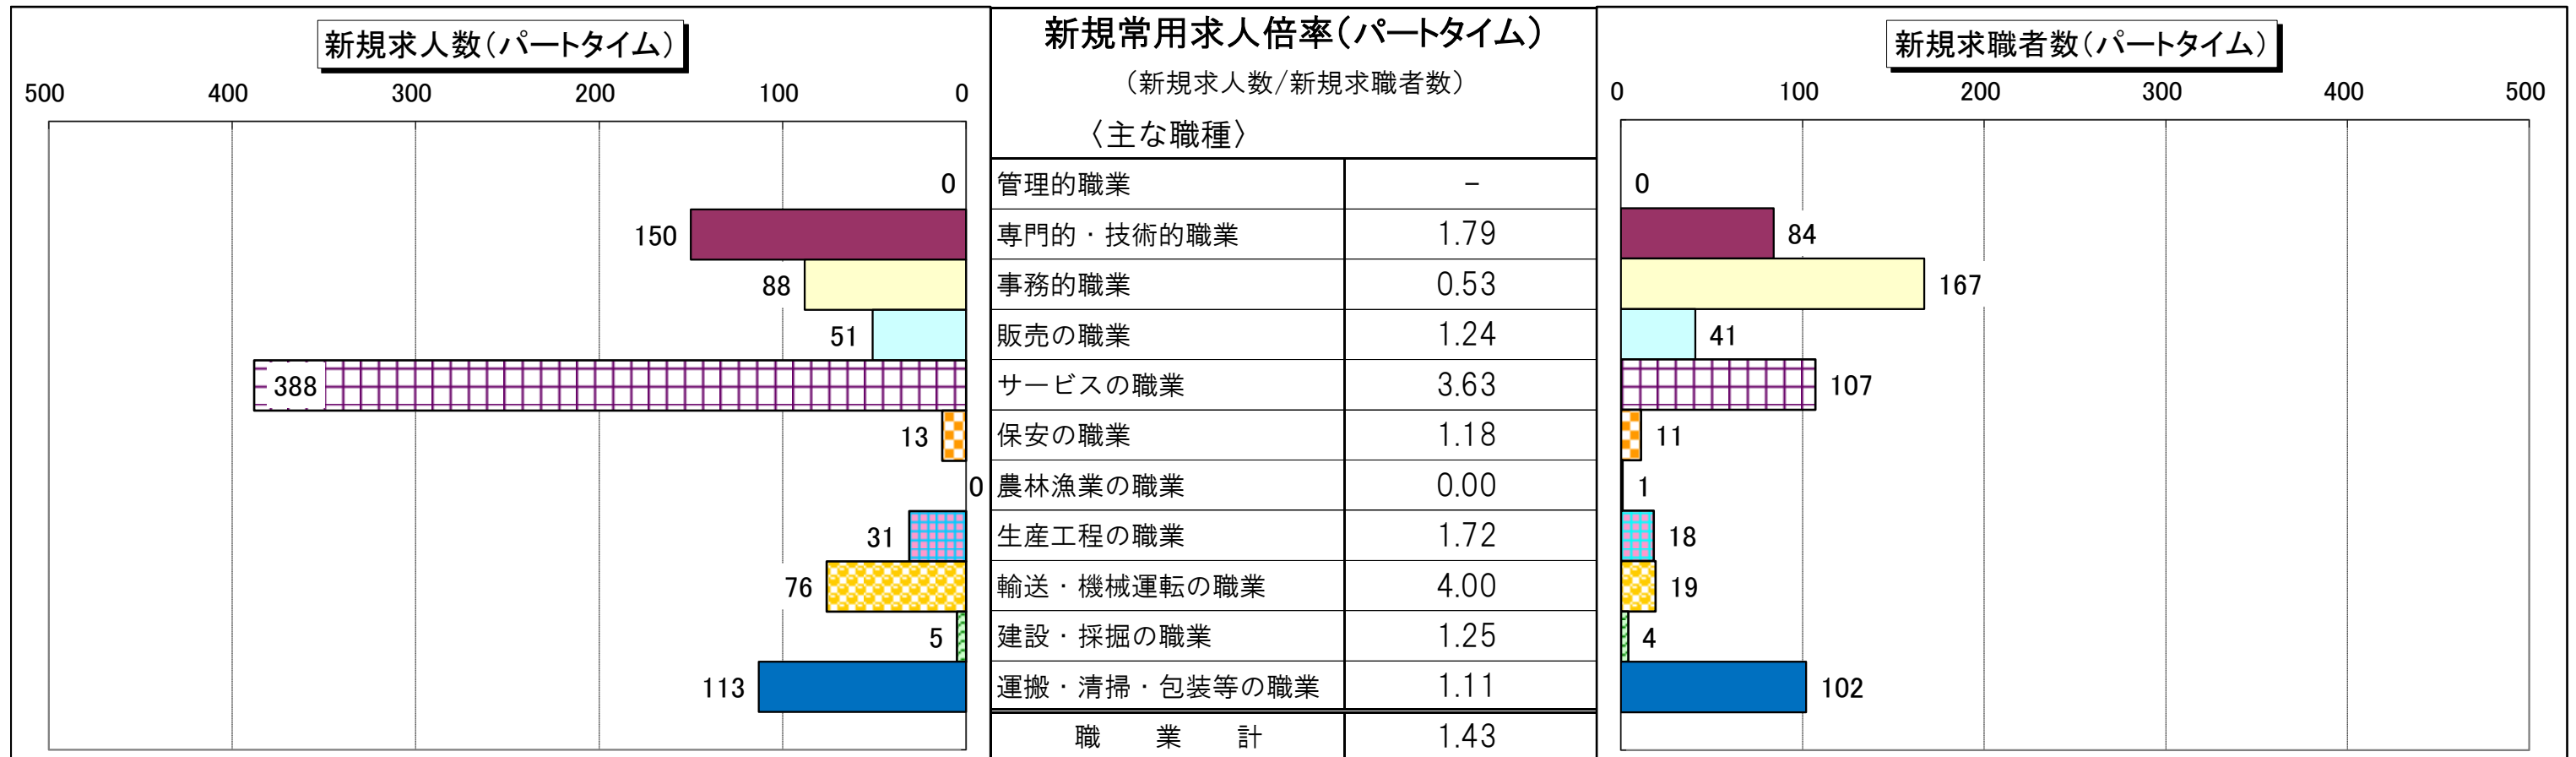 新規求人数(パートタイム)
500 400 300 200 100 0
0
150
88
51
388
13
0
31
76
5
113
新規常用求人倍率(パートタイム)
(新規求人数/新規求職者数)
〈主な職種〉
管理的職業 −
専門的・技術的職業 1.79
事務的職業 0.53
販売の職業 1.24
サービスの職業 3.63
保安の職業 1.18
農林漁業の職業 0.00
生産工程の職業 1.72
輸送・機械運転の職業 4.00
建設・採掘の職業 1.25
運搬・清掃・包装等の職業 1.11
職 業 計 1.43
新規求職者数(パートタイム)
0 100 200 300 400 500
0
84
167
41
107
11
1
18
19
4
102